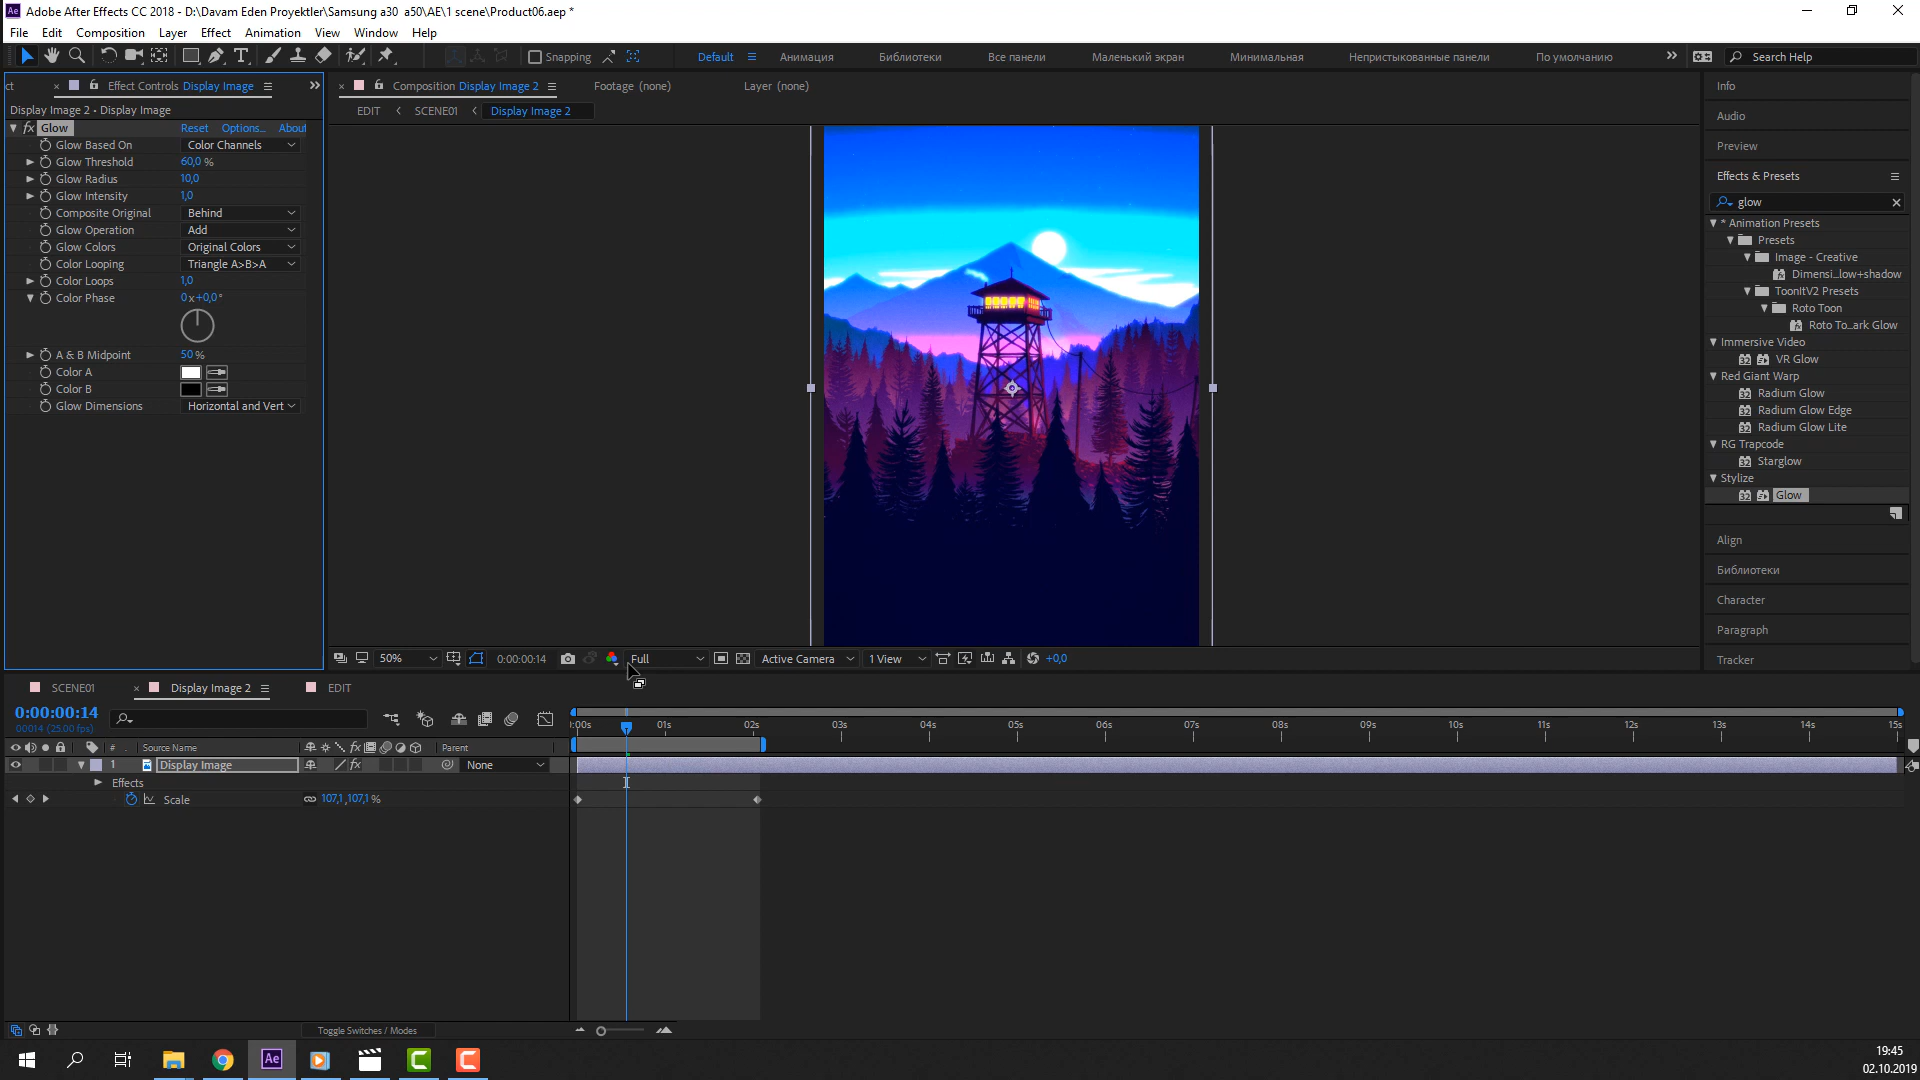 Adobe After Effects CC 2018 - D:\Davam Eden Proyektler\Samsung a30  a50\AE\1 scene\Product06.aep *
File Edit Composition Layer Effect Animation View Window Help
Snapping
Default Анимация Библиотеки Все панели Маленький экран Минимальная Непристыкованные панели По умолчанию
Search Help
ct Effect Controls Display Image
Display Image 2 • Display Image
fx Glow Reset Options... About
Glow Based On Color Channels
Glow Threshold 60,0 %
Glow Radius 10,0
Glow Intensity 1,0
Composite Original Behind
Glow Operation Add
Glow Colors Original Colors
Color Looping Triangle A>B>A
Color Loops 1,0
Color Phase 0x+0,0°
A & B Midpoint 50 %
Color A
Color B
Glow Dimensions Horizontal and Vert
Composition Display Image 2 Footage (none) Layer (none)
EDIT SCENE01 Display Image 2
50% 0:00:00:14 Full Active Camera 1 View +0,0
Info
Audio
Preview
Effects & Presets
glow
* Animation Presets
Presets
Image - Creative
Dimensi...low+shadow
ToonItV2 Presets
Roto Toon
Roto To...ark Glow
Immersive Video
VR Glow
Red Giant Warp
Radium Glow
Radium Glow Edge
Radium Glow Lite
RG Trapcode
Starglow
Stylize
Glow
Align
Библиотеки
Character
Paragraph
Tracker
SCENE01 Display Image 2 EDIT
0:00:00:14
00014 (25.00 fps)
:00s 01s 02s 03s 04s 05s 06s 07s 08s 09s 10s 11s 12s 13s 14s 15s
# Source Name fx Parent
1 Display Image fx None
Effects
Scale 107,1,107,1 %
Toggle Switches / Modes
Ae
19:45
02.10.2019